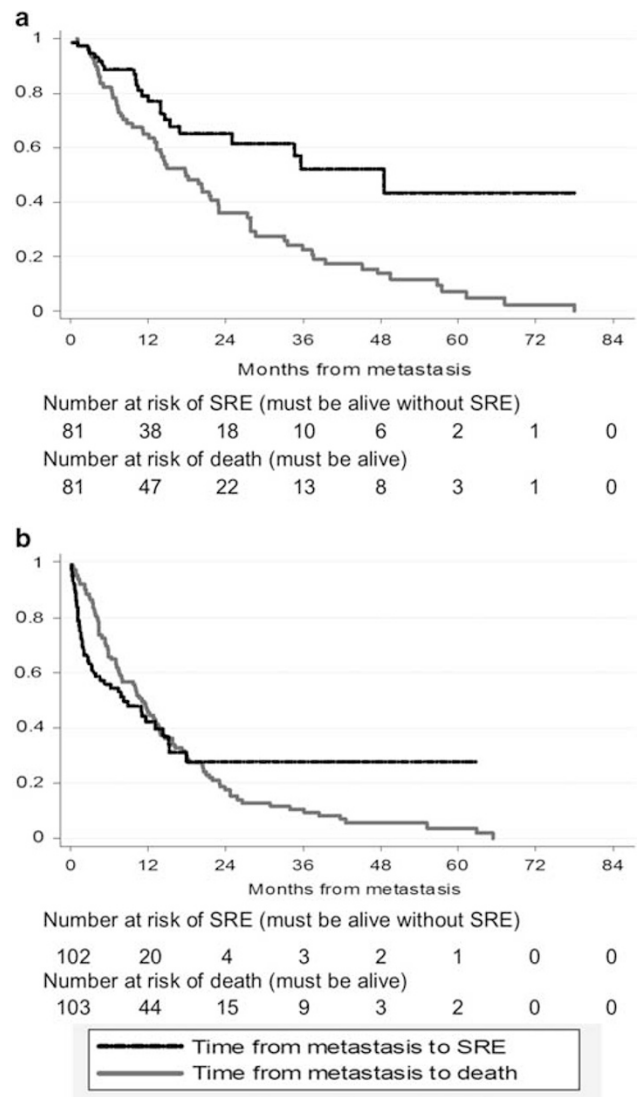 a
1
0.8
0.6
0.4
0.2
0
0 12 24 36 48 60 72 84
Months from metastasis
Number at risk of SRE (must be alive without SRE)
81 38 18 10 6 2 1 0
Number at risk of death (must be alive)
81 47 22 13 8 3 1 0
b
1
0.8
0.6
0.4
0.2
0
0 12 24 36 48 60 72 84
Months from metastasis
Number at risk of SRE (must be alive without SRE)
102 20 4 3 2 1 0 0
Number at risk of death (must be alive)
103 44 15 9 3 2 0 0
Time from metastasis to SRE
Time from metastasis to death